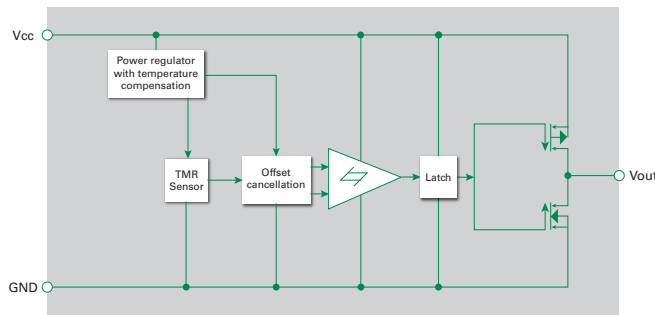 Vcc
Power regulator
with temperature
compensation
TMR
Sensor
Offset
cancellation
Latch
Vout
GND